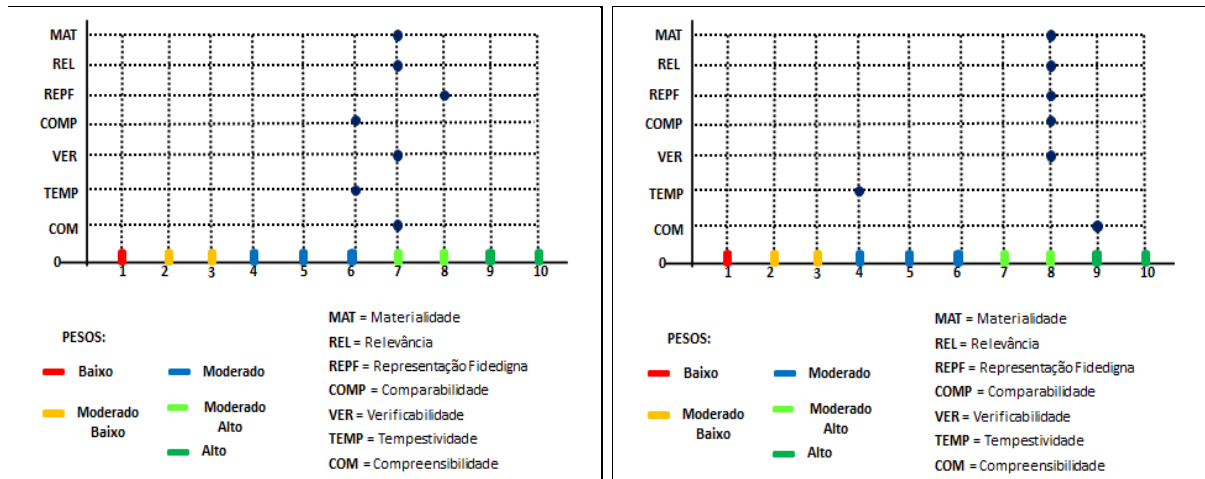 MAT
REL
REPF
COMP
VER
TEMP
COM
0
1 2 3 4 5 6 7 8 9 10
PESOS:
Baixo
Moderado
Moderado
Baixo
Moderado
Alto
Alto
MAT = Materialidade
REL = Relevância
REPF = Representação Fidedigna
COMP = Comparabilidade
VER = Verificabilidade
TEMP = Tempestividade
COM = Compreensibilidade
MAT
REL
REPF
COMP
VER
TEMP
COM
0
1 2 3 4 5 6 7 8 9 10
PESOS:
Baixo
Moderado
Moderado
Baixo
Moderado
Alto
Alto
MAT = Materialidade
REL = Relevância
REPF = Representação Fidedigna
COMP = Comparabilidade
VER = Verificabilidade
TEMP = Tempestividade
COM = Compreensibilidade